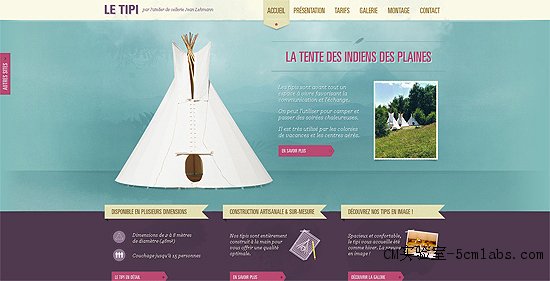 LE TIPI par l'atelier de sellerie Jean Lehmann
ACCUEIL PRÉSENTATION TARIFS GALERIE MONTAGE CONTACT
AUTRES SITES
LA TENTE DES INDIENS DES PLAINES
Les tipis sont avant tout un
espace à vivre favorisant la
communication et l'échange.
On peut l'utiliser pour camper et
passer des soirées chaleureuses.
Il est très utilisé par les colonies
de vacances et les centres aérés.
EN SAVOIR PLUS
DISPONIBLE EN PLUSIEURS DIMENSIONS
Dimensions de 2 à 8 mètres
de diamètre (46m²)
Couchage jusqu'à 15 personnes
LE TIPI EN DÉTAIL
CONSTRUCTION ARTISANALE & SUR-MESURE
Nos tipis sont entièrement
construit à la main pour
vous offrir une qualité
optimale.
EN SAVOIR PLUS
DÉCOUVREZ NOS TIPIS EN IMAGE !
Spacieux et confortable,
le tipi vous accueille été
comme hiver. En
DÉCOUVRIR LA GALERIE
CM实验室-5cmlabs.com